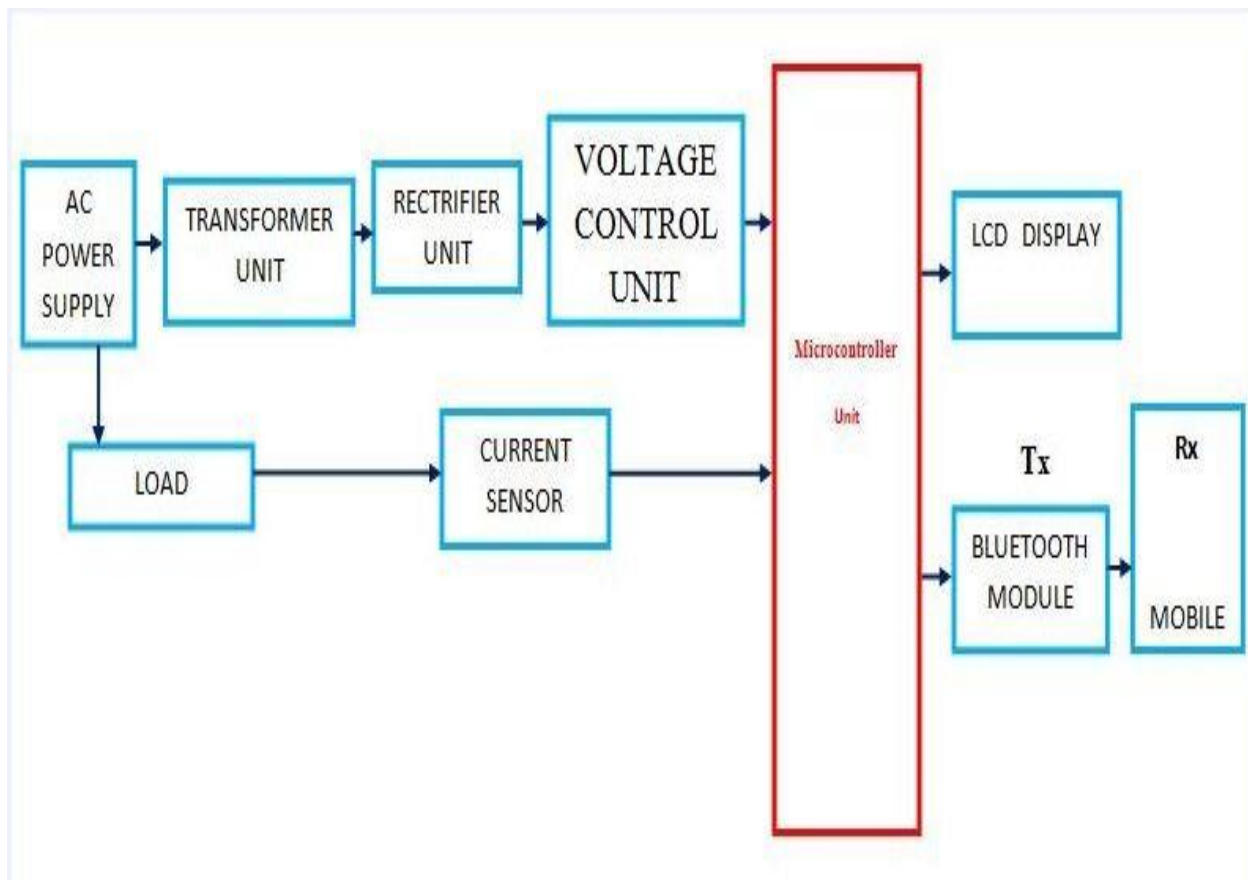 AC
POWER
SUPPLY
TRANSFORMER
UNIT
RECTRIFIER
UNIT
VOLTAGE
CONTROL
UNIT
Microcontroller
Unit
LCD DISPLAY
LOAD
CURRENT
SENSOR
Tx
BLUETOOTH
MODULE
Rx
MOBILE